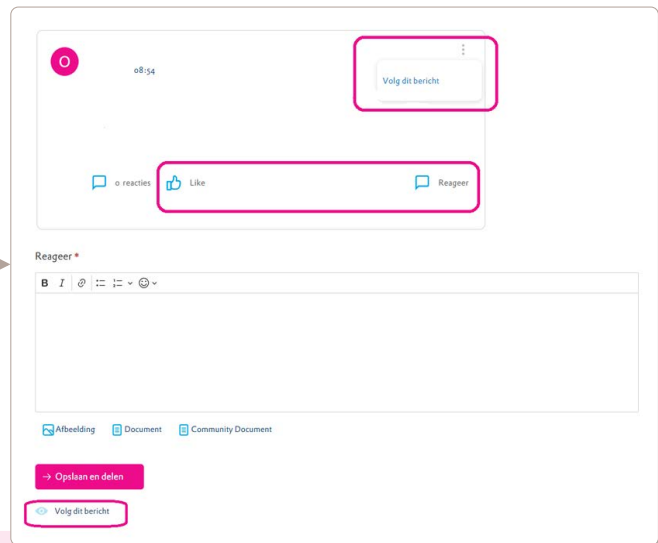 O
08:54
Volg dit bericht
0 reacties
Like
Reageer
Reageer *
B I
Afbeelding
Document
Community Document
→ Opslaan en delen
Volg dit bericht